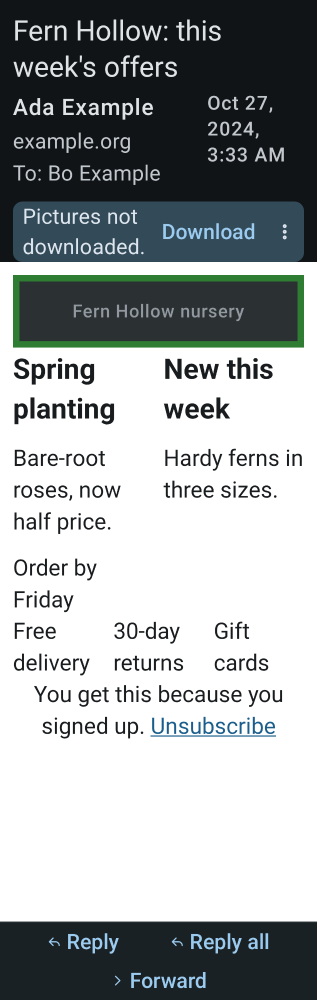 Fern Hollow: this
week's offers
Ada Example
example.org
To: Bo Example
Oct 27,
2024,
3:33 AM
Pictures not
downloaded.
Download
Fern Hollow nursery
Spring
planting
Bare-root
roses, now
half price.
Order by
Friday
New this
week
Hardy ferns in
three sizes.
Free
delivery
30-day
returns
Gift
cards
You get this because you
signed up. Unsubscribe
Reply
Reply all
Forward